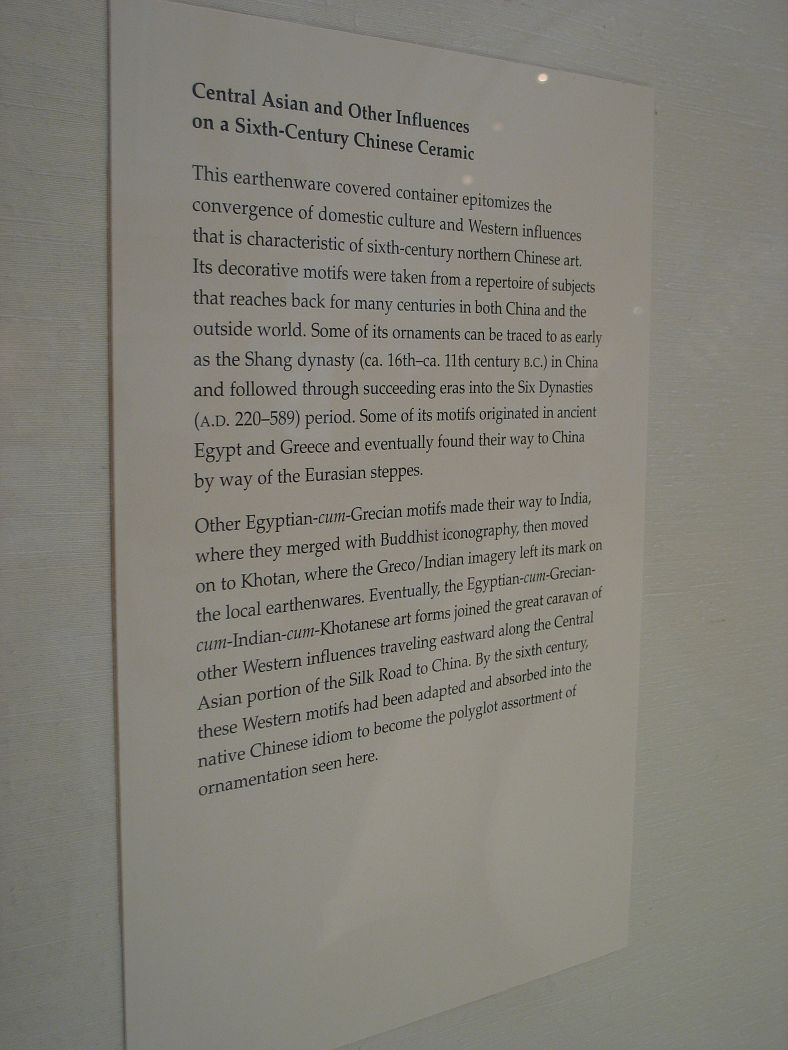 Central Asian and Other Influences
on a Sixth-Century Chinese Ceramic
This earthenware covered container epitomizes the
convergence of domestic culture and Western influences
that is characteristic of sixth-century northern Chinese art.
Its decorative motifs were taken from a repertoire of subjects
that reaches back for many centuries in both China and the
outside world. Some of its ornaments can be traced to as early
as the Shang dynasty (ca. 16th–ca. 11th century B.C.) in China
and followed through succeeding eras into the Six Dynasties
(A.D. 220–589) period. Some of its motifs originated in ancient
Egypt and Greece and eventually found their way to China
by way of the Eurasian steppes.
Other Egyptian-cum-Grecian motifs made their way to India,
where they merged with Buddhist iconography, then moved
on to Khotan, where the Greco/Indian imagery left its mark on
the local earthenwares. Eventually, the Egyptian-cum-Grecian-
cum-Indian-cum-Khotanese art forms joined the great caravan of
other Western influences traveling eastward along the Central
Asian portion of the Silk Road to China. By the sixth century,
these Western motifs had been adapted and absorbed into the
native Chinese idiom to become the polyglot assortment of
ornamentation seen here.